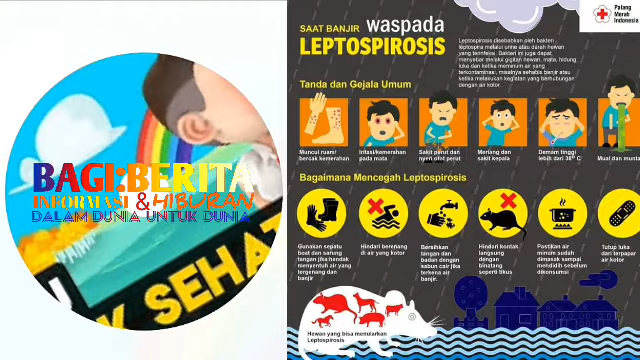 BAGI:BERITA
INFORMASI & HIBURAN
DALAM DUNIA UNTUK DUNIA
K SEHAT
Palang
Merah
Indonesia
SAAT BANJIR waspada
LEPTOSPIROSIS
Leptospirosis disebabkan oleh bakteri
leptospira melalui urine atau darah hewan
yang terinfeksi. Bakteri ini juga dapat
menyebar melalui gigitan hewan, mata, hidung,
luka dan ketika meminum air yang
terkontaminasi, misalnya sehabis banjir atau
ketika melakukan kegiatan yang berhubungan
dengan air kotor.
Tanda dan Gejala Umum
Muncul ruam/
bercak kemerahan
Iritasi/kemerahan
pada mata
Sakit perut dan
nyeri otot perut
Meriang dan
sakit kepala
Demam tinggi
lebih dari 38° C
Mual dan munta
Bagaimana Mencegah Leptospirosis
Gunakan sepatu
boat dan sarung
tangan jika hendak
menyentuh air yang
tergenang dan
banjir
Hindari berenang
di air yang kotor
Bersihkan
tangan dan
badan dengan
sabun cair jika
terkena air
banjir.
Hindari kontak
langsung
dengan
binatang
seperti tikus
Pastikan air
minum sudah
dimasak sampai
mendidih sebelum
dikonsumsi
Tutup luka
dari terpapar
air kotor
Hewan yang bisa menularkan
Leptospirosis